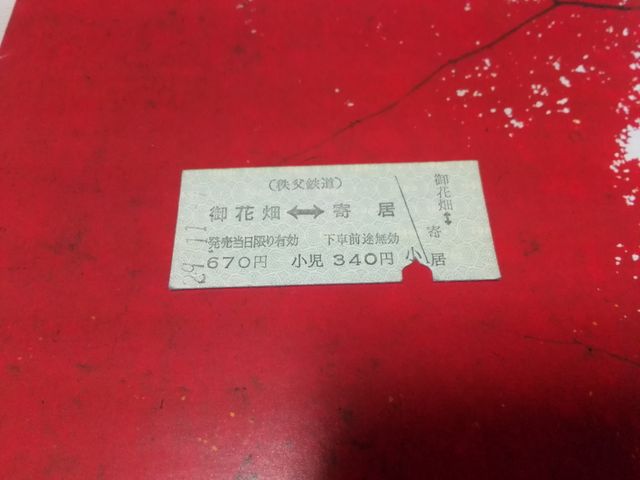 (秩父鉄道)
御花畑↔寄居
発売当日限り有効 下車前途無効
670円 小児 340円
29.11.
御花畑↔寄居
小